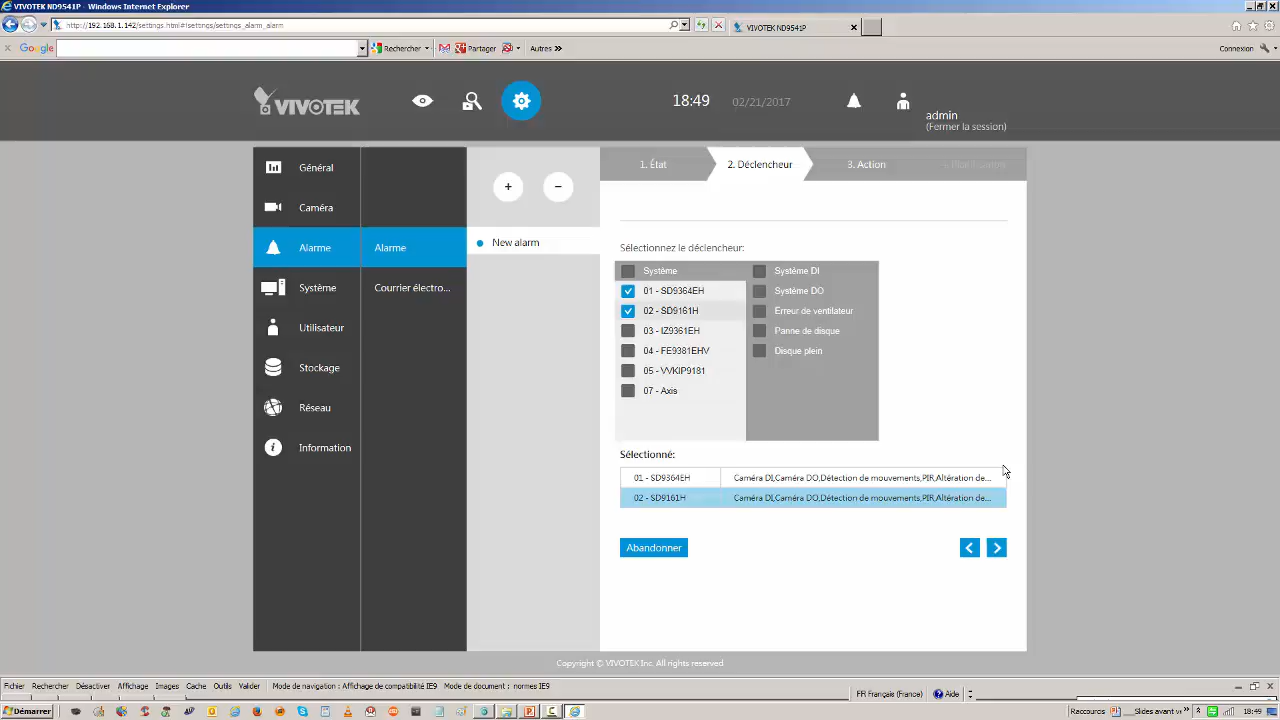 VIVOTEK ND9541P - Windows Internet Explorer
http://192.168.1.142/settings.html#!settings/settings_alarm_alarm
VIVOTEK ND9541P
Google
Rechercher
Partager
Autres »
Connexion
VIVOTEK
18:49
02/21/2017
admin
(Fermer la session)
Général
Caméra
Alarme
Système
Utilisateur
Stockage
Réseau
Information
Alarme
Courrier électro...
+
−
New alarm
1. État
2. Déclencheur
3. Action
Sélectionnez le déclencheur:
Système
01 - SD9364EH
02 - SD9161H
03 - IZ9361EH
04 - FE9381EHV
05 - VVKIP9181
07 - Axis
Système DI
Système DO
Erreur de ventilateur
Panne de disque
Disque plein
Sélectionné:
01 - SD9364EH Caméra DI,Caméra DO,Détection de mouvements,PIR,Altération de...
02 - SD9161H Caméra DI,Caméra DO,Détection de mouvements,PIR,Altération de...
Abandonner
Copyright © VIVOTEK Inc. All rights reserved
Fichier Rechercher Désactiver Affichage Images Cache Outils Valider Mode de navigation : Affichage de compatibilité IE9 Mode de document : normes IE9
FR Français (France)
Aide
Démarrer
Raccourcis
Slides avant v
18:49